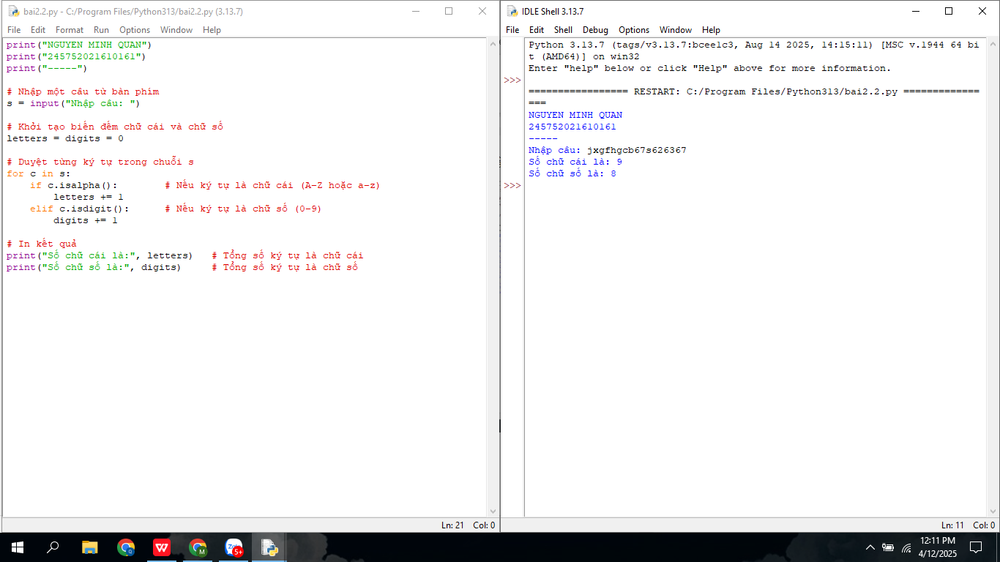 bai2.2.py - C:/Program Files/Python313/bai2.2.py (3.13.7)
File Edit Format Run Options Window Help
print("NGUYEN MINH QUAN")
print("245752021610161")
print("-----")
# Nhập một câu từ bàn phím
s = input("Nhập câu: ")
# Khởi tạo biến đếm chữ cái và chữ số
letters = digits = 0
# Duyệt từng ký tự trong chuỗi s
for c in s:
    if c.isalpha():        # Nếu ký tự là chữ cái (A-Z hoặc a-z)
        letters += 1
    elif c.isdigit():      # Nếu ký tự là chữ số (0-9)
        digits += 1
# In kết quả
print("Số chữ cái là:", letters)   # Tổng số ký tự là chữ cái
print("Số chữ số là:", digits)     # Tổng số ký tự là chữ số
Ln: 21 Col: 0
IDLE Shell 3.13.7
File Edit Shell Debug Options Window Help
Python 3.13.7 (tags/v3.13.7:bcee1c3, Aug 14 2025, 14:15:11) [MSC v.1944 64 bi
t (AMD64)] on win32
Enter "help" below or click "Help" above for more information.
>>>
================= RESTART: C:/Program Files/Python313/bai2.2.py =============
===
NGUYEN MINH QUAN
245752021610161
-----
Nhập câu: jxgfhgcb67s626367
Số chữ cái là: 9
Số chữ số là: 8
>>>
Ln: 11 Col: 0
W
M
Zalo
5+
12:11 PM
4/12/2025